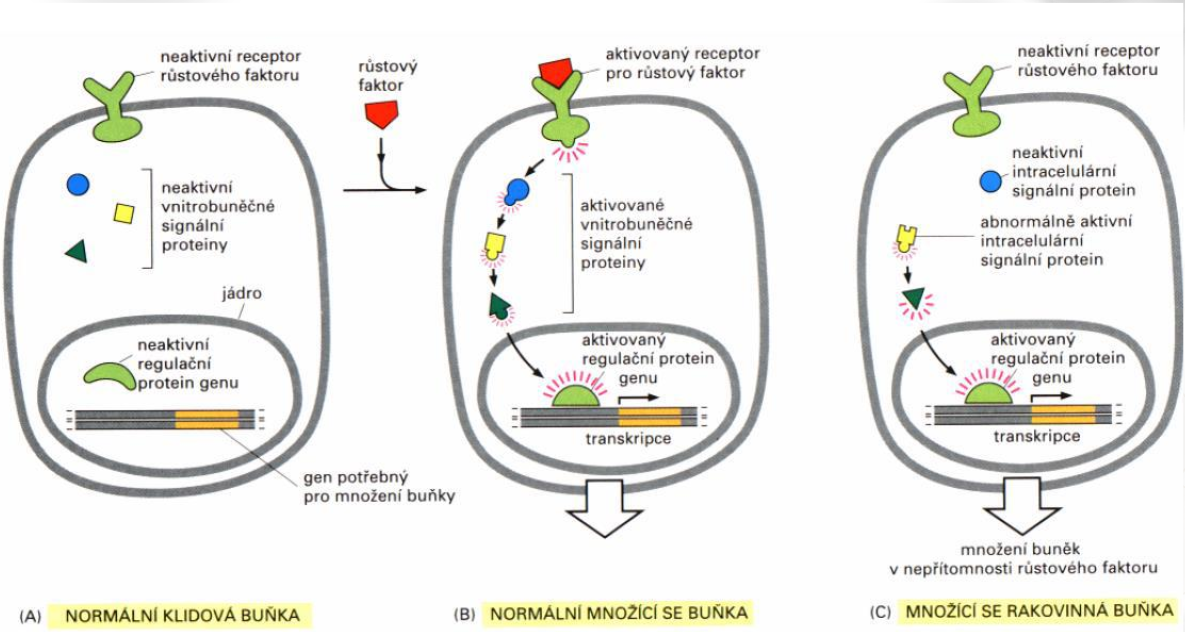 neaktivní receptor
růstového faktoru
neaktivní
vnitrobuněčné
signální
proteiny
jádro
neaktivní
regulační
protein genu
gen potřebný
pro množení buňky
(A) NORMÁLNÍ KLIDOVÁ BUŇKA
růstový
faktor
aktivovaný receptor
pro růstový faktor
aktivované
vnitrobuněčné
signální
proteiny
aktivovaný
regulační protein
genu
transkripce
(B) NORMÁLNÍ MNOŽÍCÍ SE BUŇKA
neaktivní receptor
růstového faktoru
neaktivní
intracelulární
signální protein
abnormálně aktivní
intracelulární
signální protein
aktivovaný
regulační protein
genu
transkripce
množení buněk
v nepřítomnosti růstového faktoru
(C) MNOŽÍCÍ SE RAKOVINNÁ BUŇKA